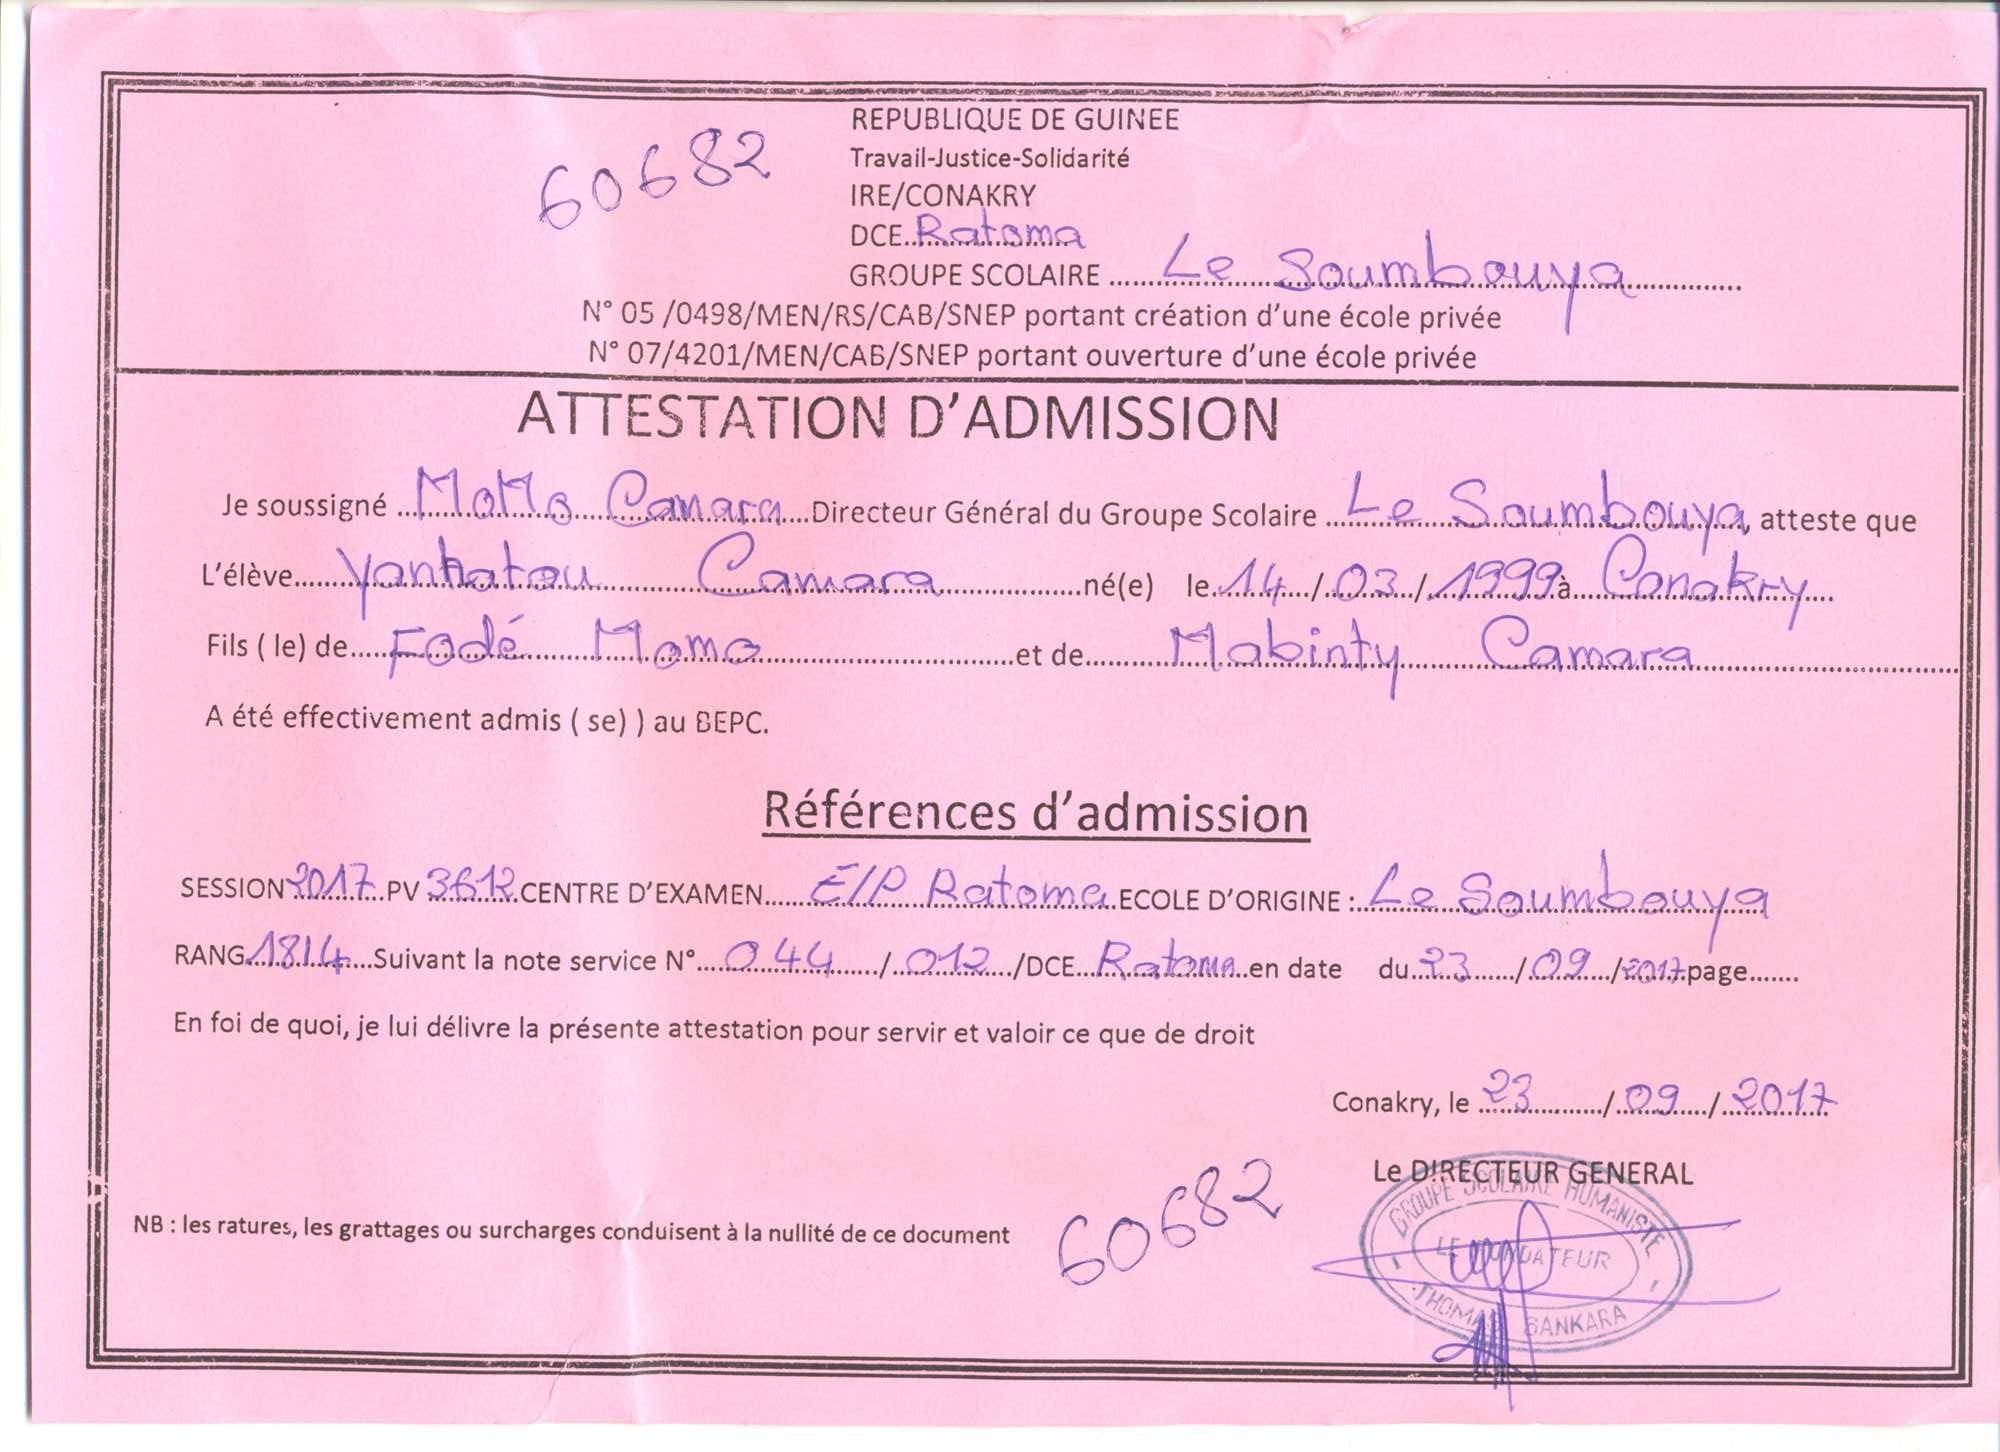 REPUBLIQUE DE GUINEE
60682
Travail-Justice-Solidarité
IRE/CONAKRY
DCE..Ratoma
GROUPE SCOLAIRE ...... Le Soumbouya
N° 05 /0498/MEN/RS/CAB/SNEP portant création d'une école privée
N° 07/4201/MEN/CAB/SNEP portant ouverture d'une école privée
ATTESTATION D'ADMISSION
Je soussigné ... MoMo Camara ....Directeur Général du Groupe Scolaire ... Le Soumbouya, atteste que
L'élève...... Yanhatou Camara ......né(e) le..14../..03../..1999 à...Conakry...
Fils ( le) de..... Fodé Momo ......et de...... Mabinty Camara ......
A été effectivement admis ( se) ) au BEPC.
Références d'admission
SESSION 2017 PV 3612 CENTRE D'EXAMEN...... E/P Ratoma ECOLE D'ORIGINE : Le Soumbouya
RANG 1814 ...Suivant la note service N°.... 044 ..../..012.../DCE...Ratoma..en date du..23...../..09.../2017.page.......
En foi de quoi, je lui délivre la présente attestation pour servir et valoir ce que de droit
Conakry, le 23 ......../..09..../..2017
Le DIRECTEUR GENERAL
GROUPE SCOLAIRE HUMANISTE
LE FONDATEUR
THOMAS SANKARA
60682
NB : les ratures, les grattages ou surcharges conduisent à la nullité de ce document